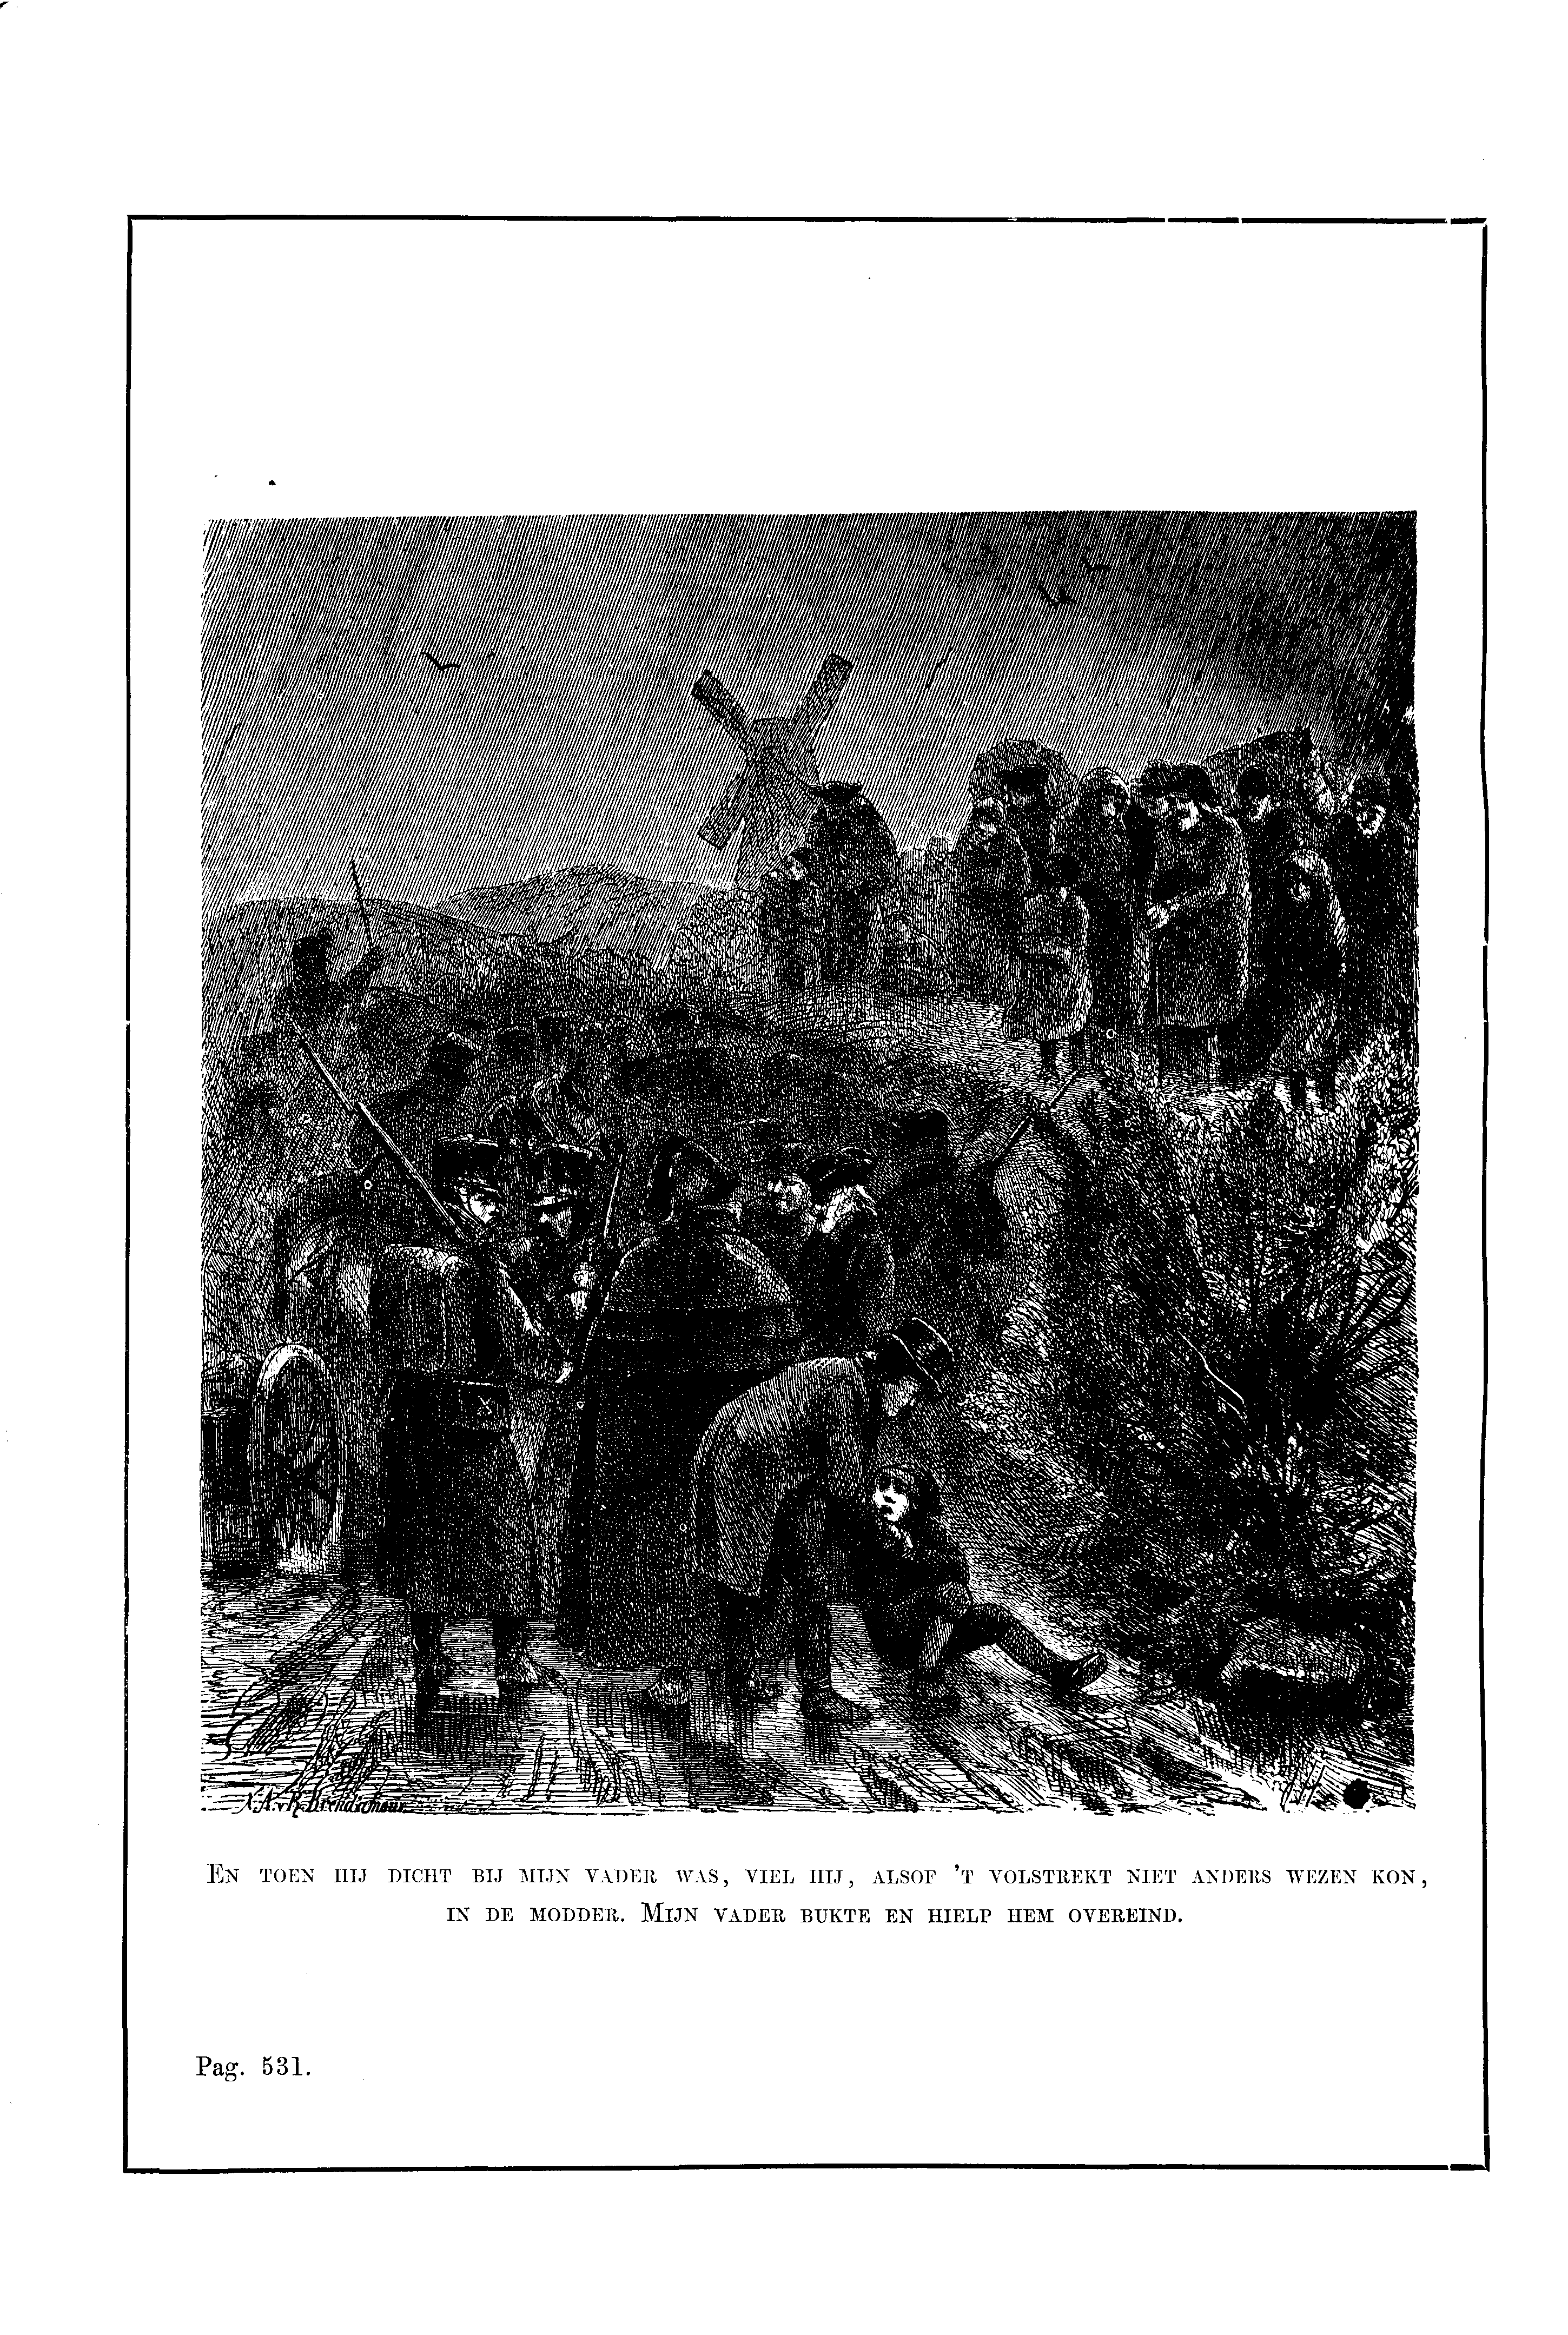 EN TOEN HIJ DICHT BIJ MIJN VADER WAS, VIEL HIJ, ALSOF 'T VOLSTREKT NIET ANDERS WEZEN KON,
IN DE MODDER. MIJN VADER BUKTE EN HIELP HEM OVEREIND.
Pag. 531.